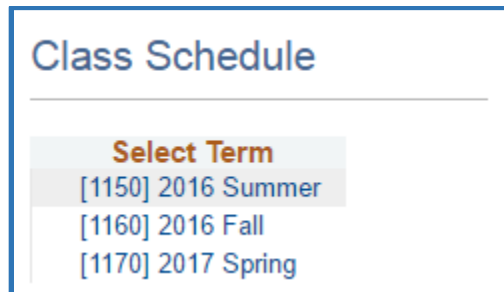 Class Schedule
Select Term
[1150] 2016 Summer
[1160] 2016 Fall
[1170] 2017 Spring